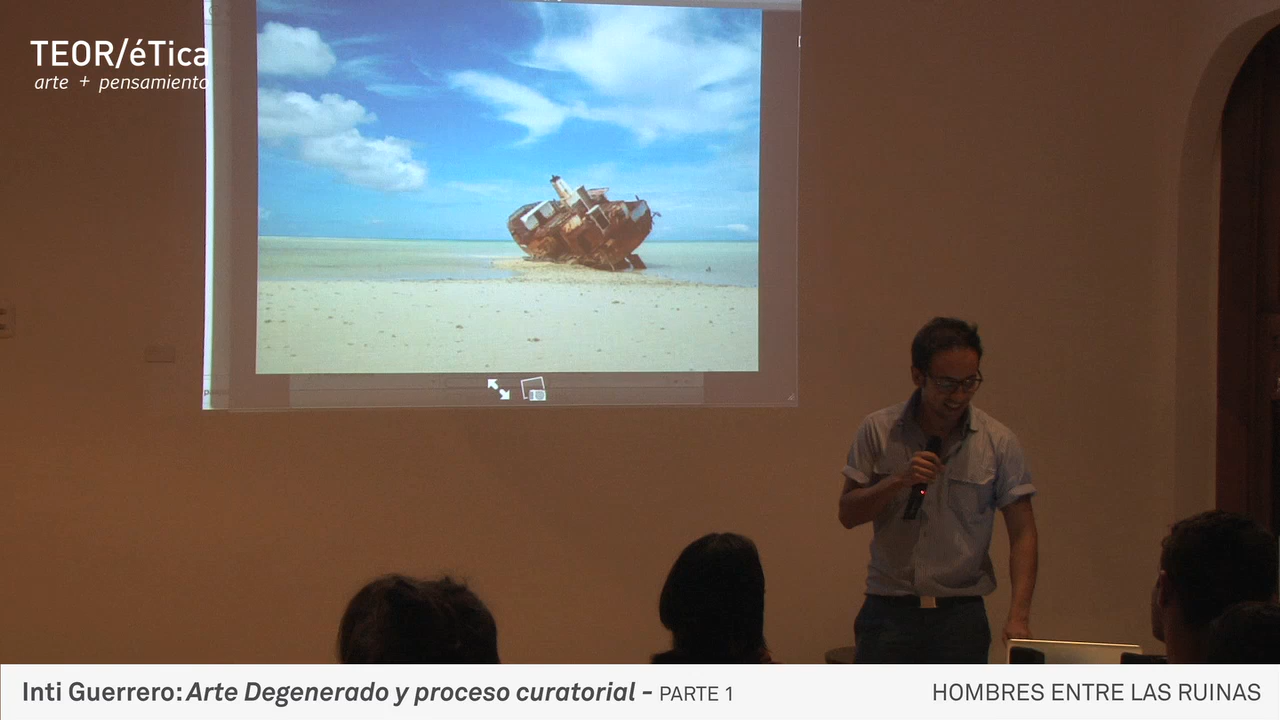 TEOR/éTica
arte + pensamiento
Inti Guerrero: Arte Degenerado y proceso curatorial - PARTE 1
HOMBRES ENTRE LAS RUINAS